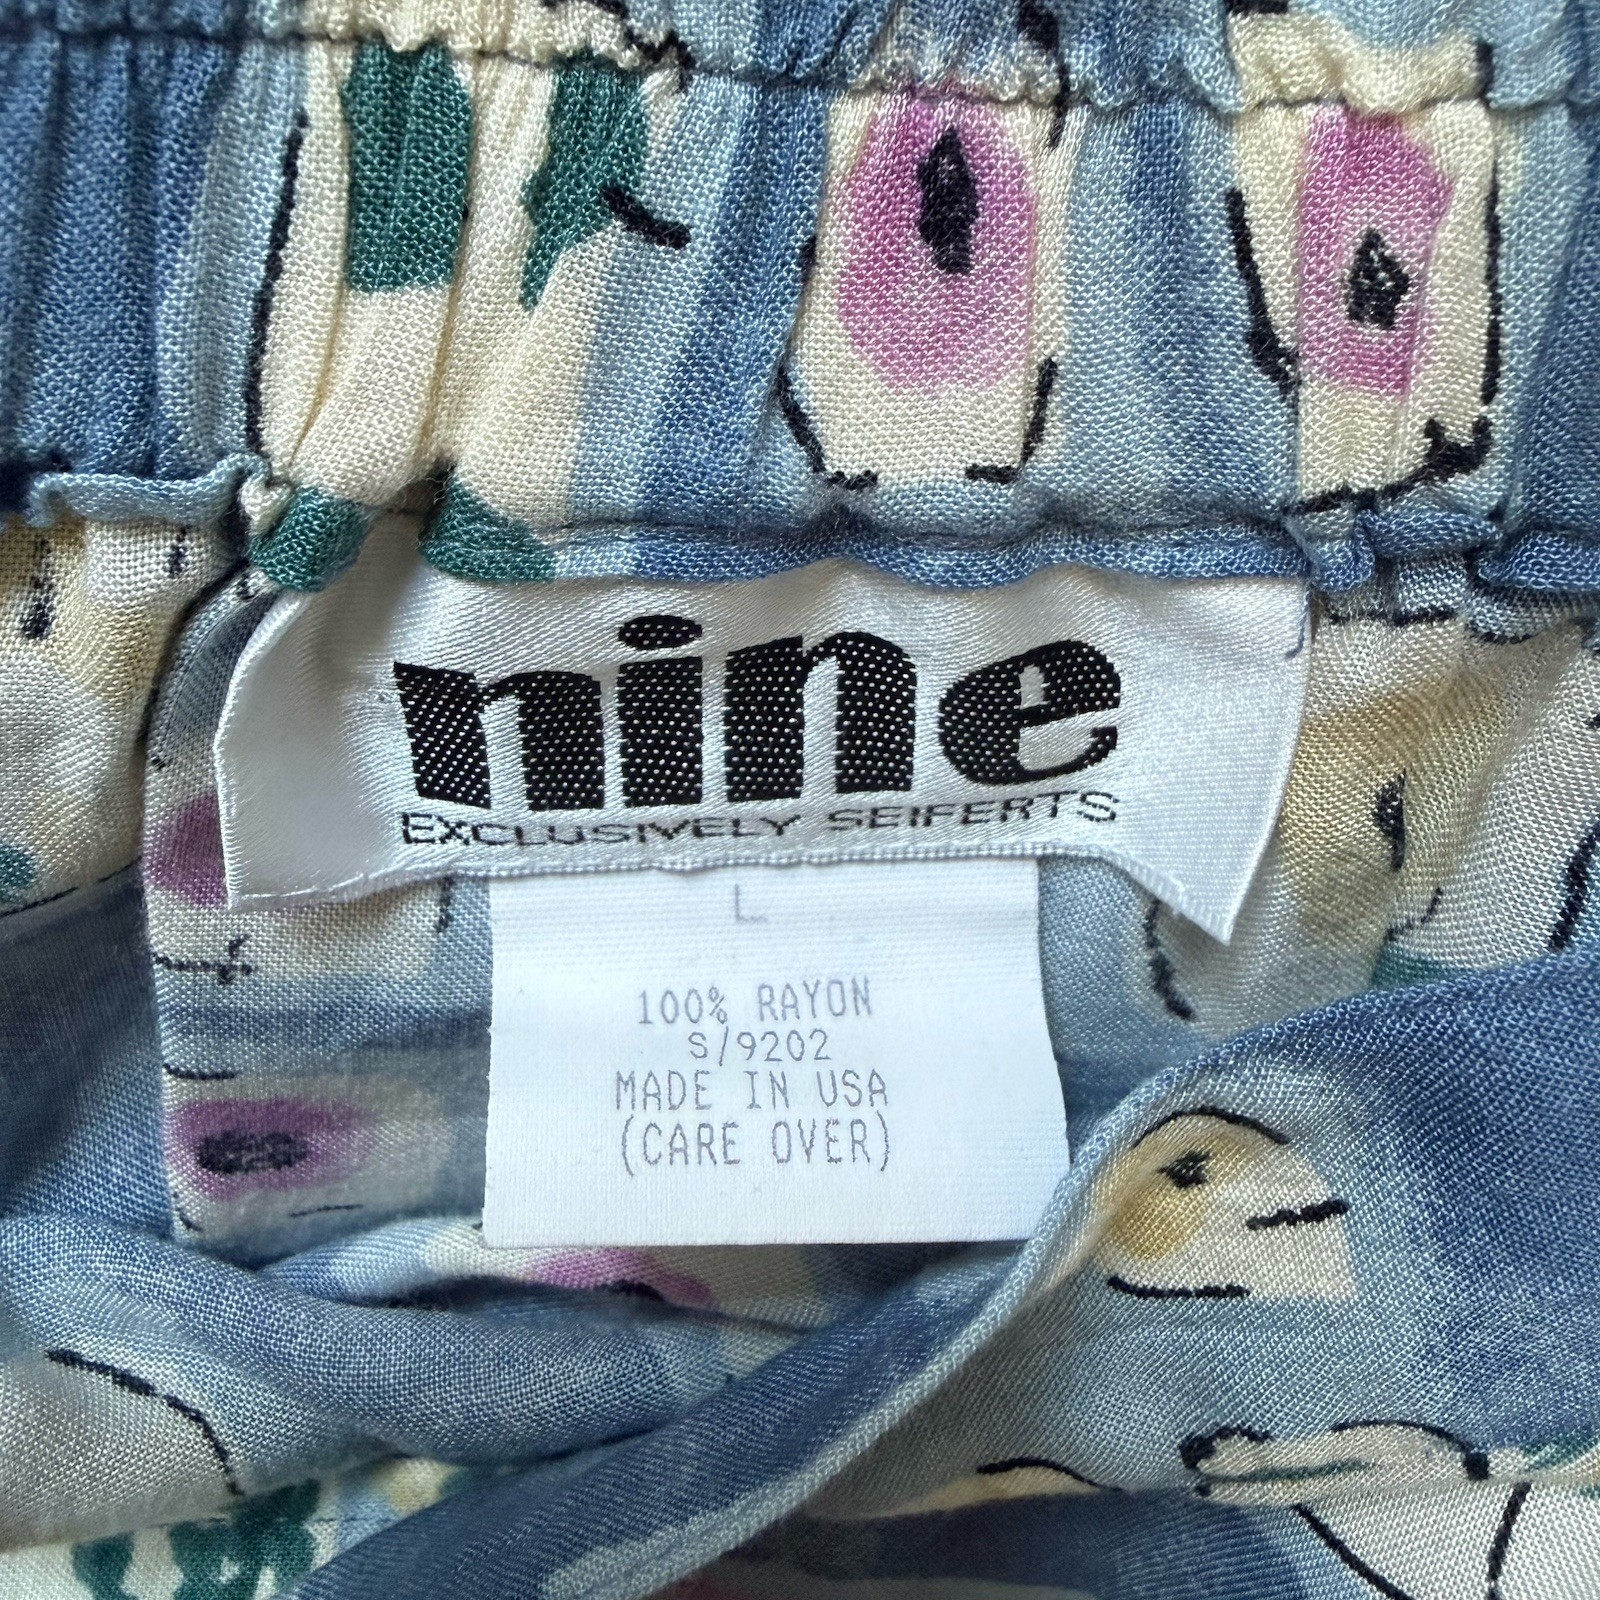 nine
EXCLUSIVELY SEIFERTS
L
100% RAYON
S/9202
MADE IN USA
(CARE OVER)